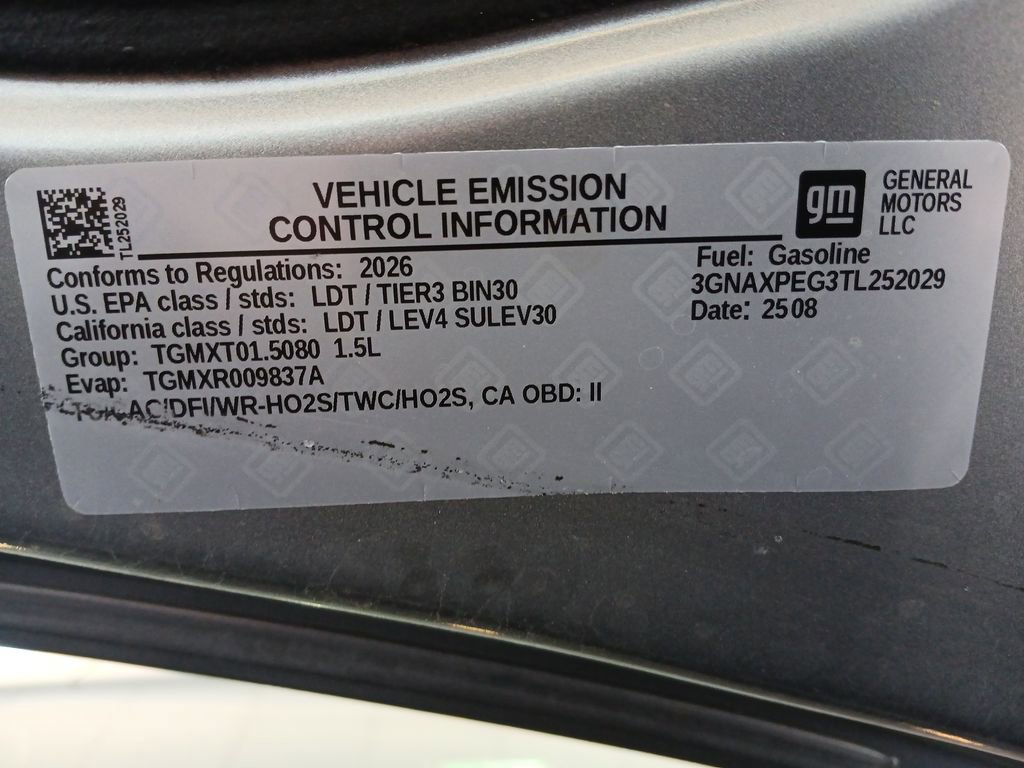 VEHICLE EMISSION
CONTROL INFORMATION
gm
GENERAL
MOTORS
LLC
TL252029
Conforms to Regulations: 2026
U.S. EPA class / stds: LDT / TIER3 BIN30
California class / stds: LDT / LEV4 SULEV30
Group: TGMXT01.5080 1.5L
Evap: TGMXR009837A
AC/DFI/WR-HO2S/TWC/HO2S, CA OBD: II
Fuel: Gasoline
3GNAXPEG3TL252029
Date: 2508